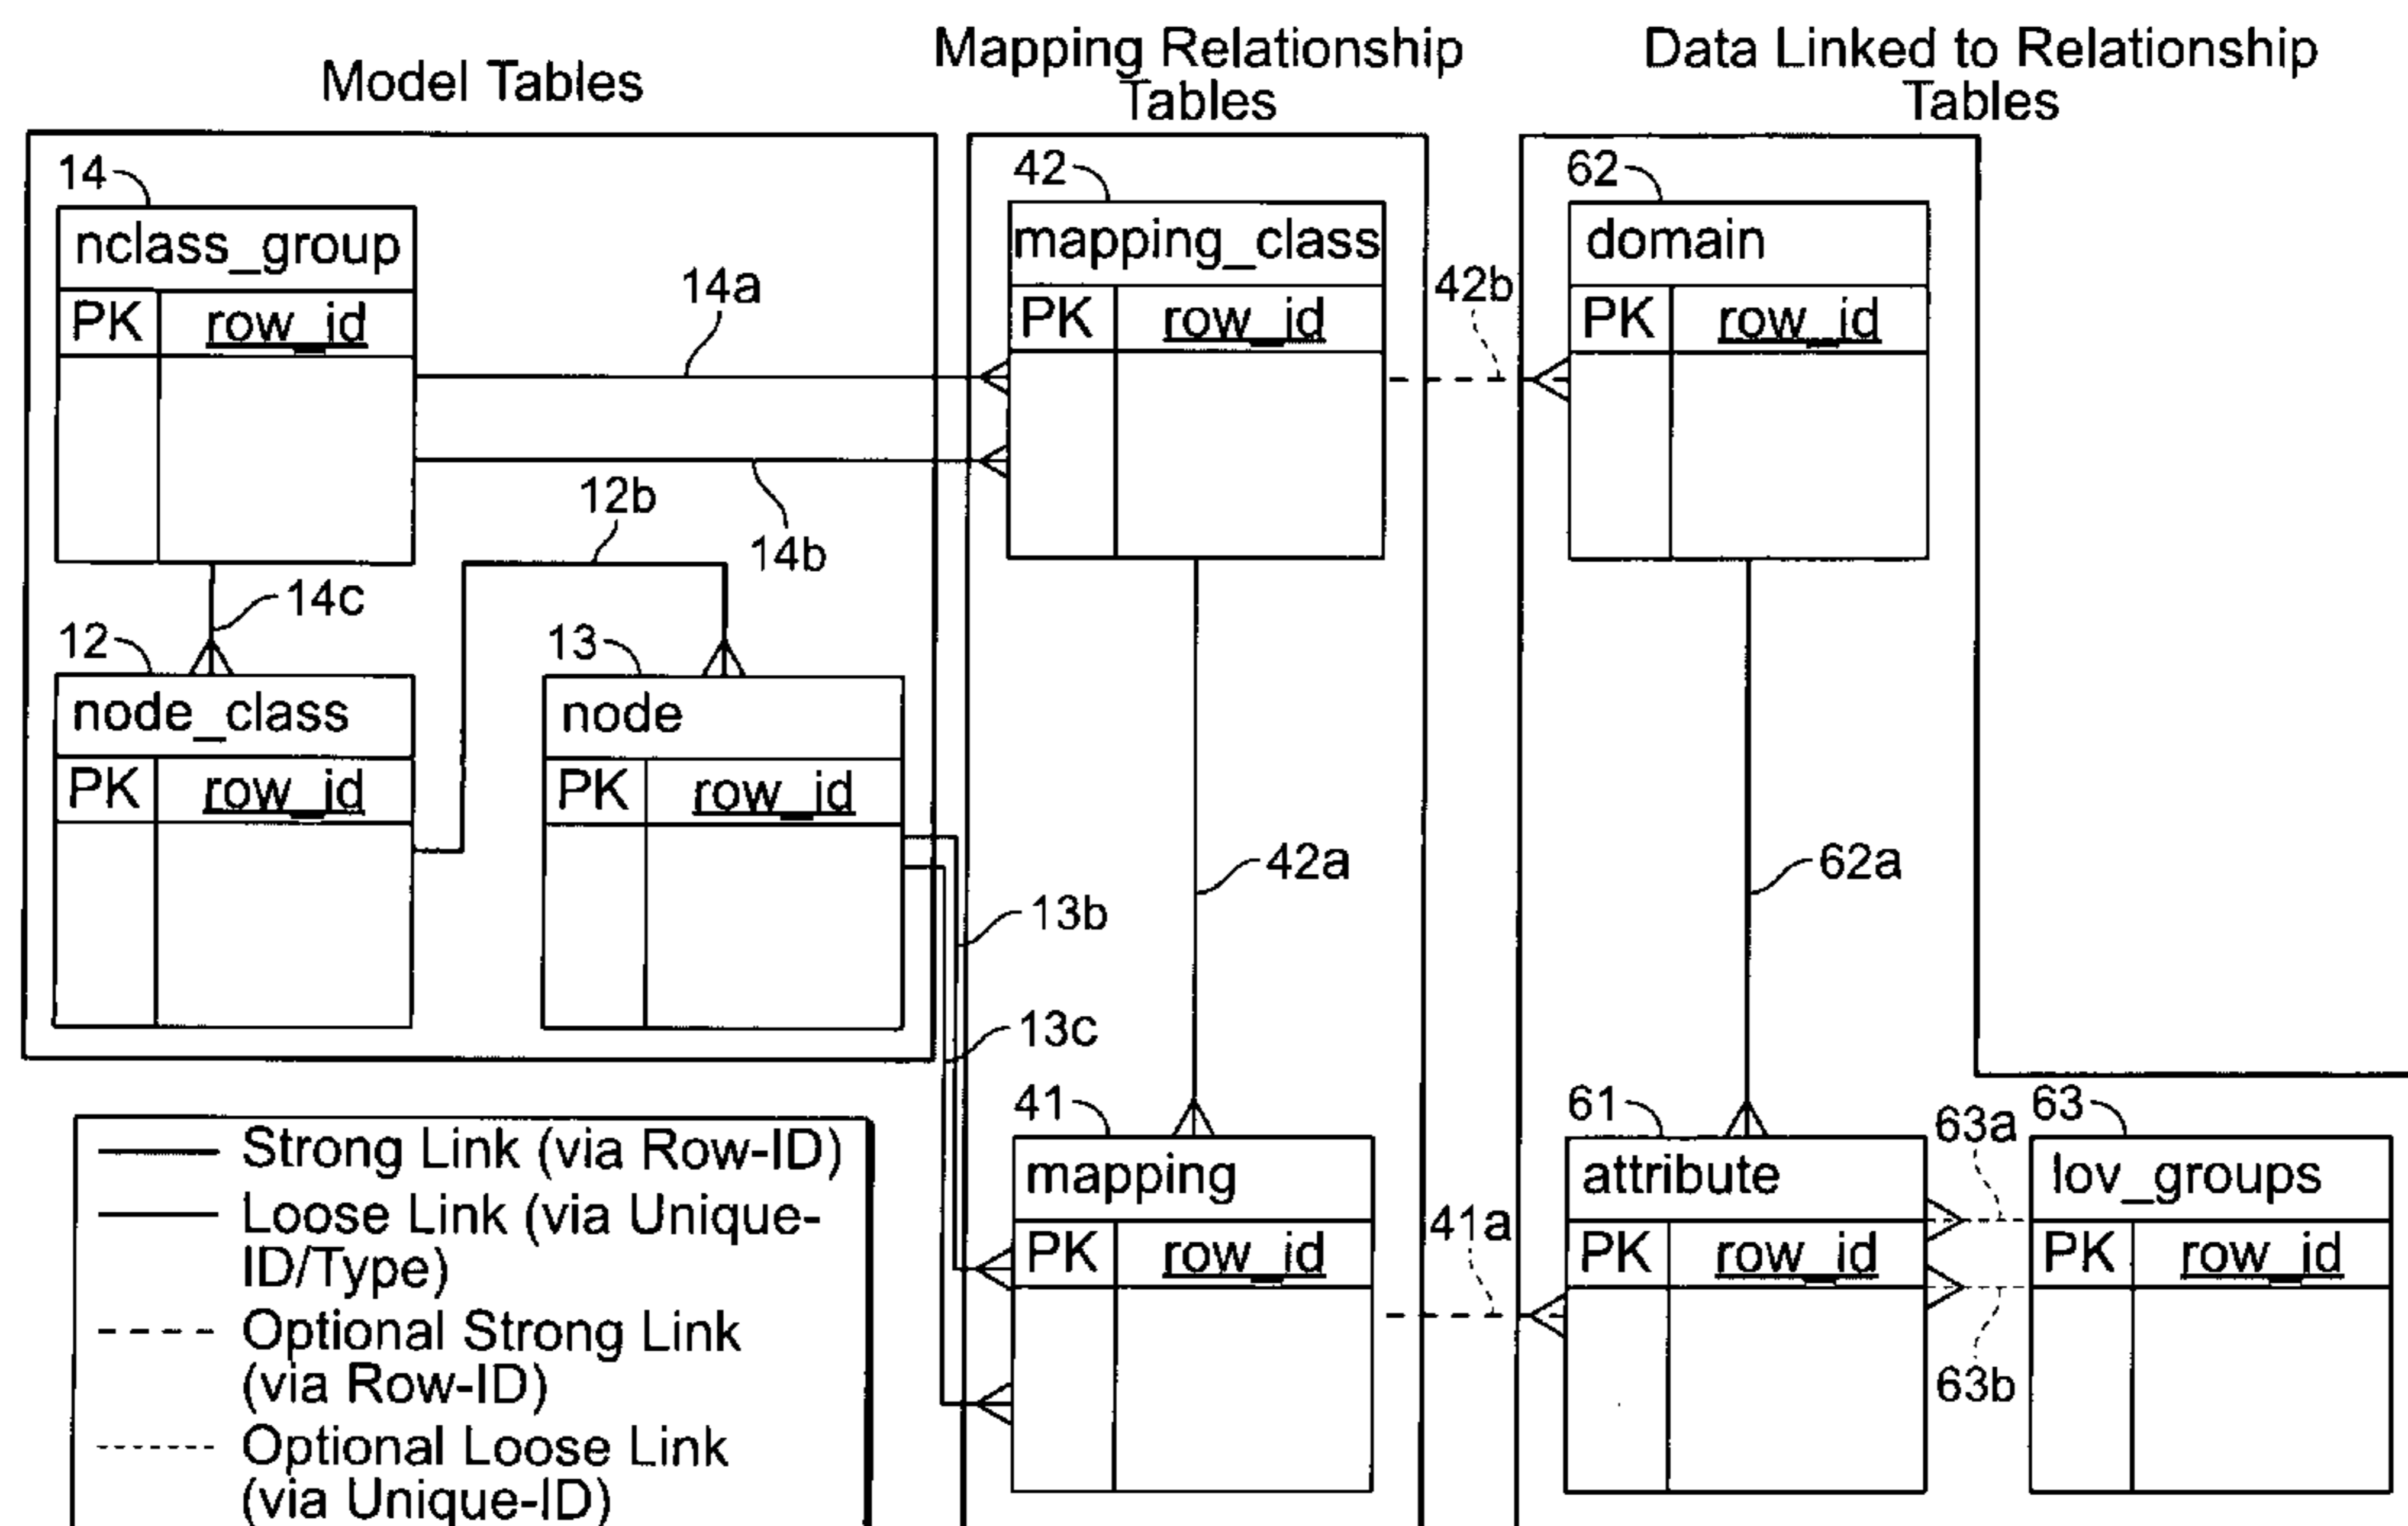 Model Tables
Mapping Relationship
Tables
Data Linked to Relationship
Tables
14
nclass_group
PK row_id
14a
14b
12b
14c
12
node_class
PK row_id
13
node
PK row_id
13b
13c
42
mapping_class
PK row_id
42b
42a
41
mapping
PK row_id
41a
62
domain
PK row_id
62a
61
attribute
PK row_id
63a
63
lov_groups
PK row_id
63b
Strong Link (via Row-ID)
Loose Link (via Unique-
ID/Type)
Optional Strong Link
(via Row-ID)
Optional Loose Link
(via Unique-ID)